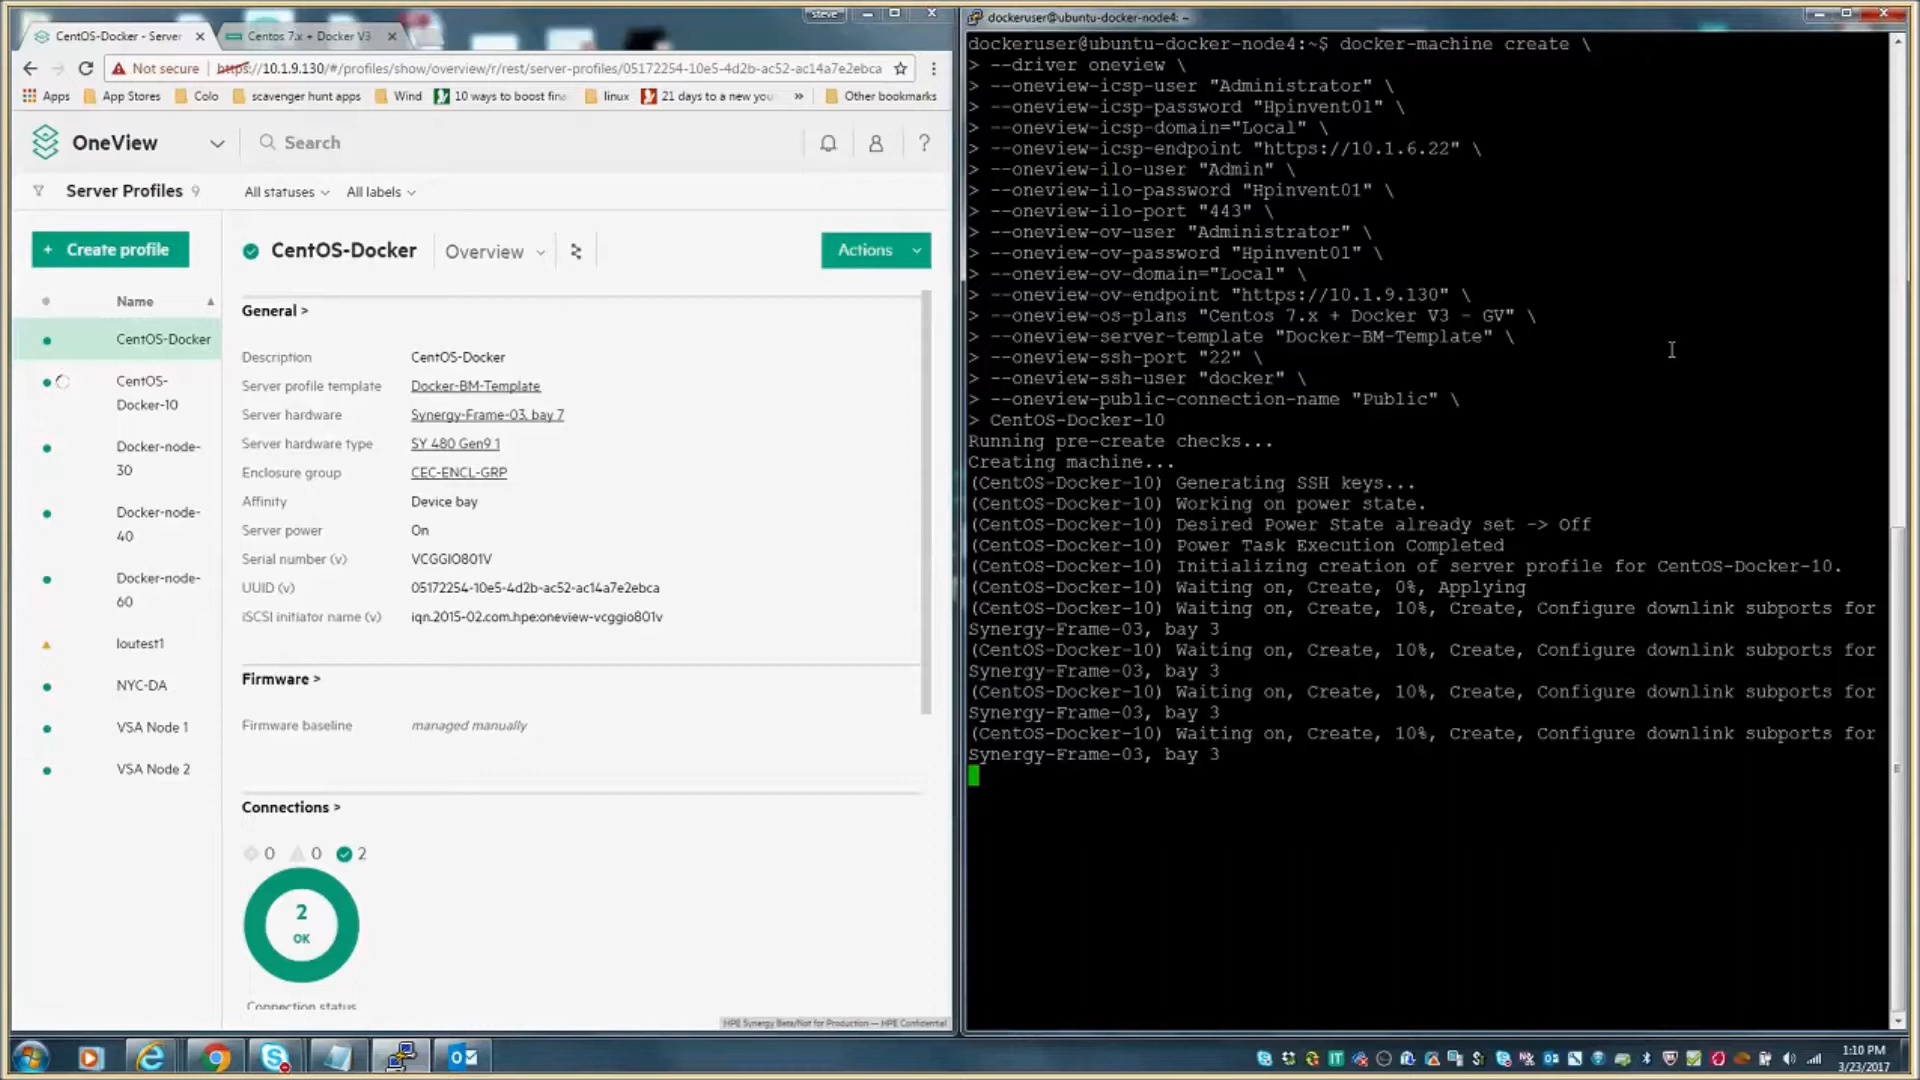 steve
CentOS-Docker - Server
Centos 7.x + Docker V3
Not secure
https://10.1.9.130/#/profiles/show/overview/r/rest/server-profiles/05172254-10e5-4d2b-ac52-ac14a7e2ebca
Apps
App Stores
Colo
scavenger hunt apps
Wind
10 ways to boost fina
linux
21 days to a new you
»
Other bookmarks
OneView
Search
?
Server Profiles 9
All statuses
All labels
+ Create profile
Name
CentOS-Docker
CentOS-
Docker-10
Docker-node-
30
Docker-node-
40
Docker-node-
60
loutest1
NYC-DA
VSA Node 1
VSA Node 2
CentOS-Docker
Overview
Actions
General >
Description CentOS-Docker
Server profile template Docker-BM-Template
Server hardware Synergy-Frame-03, bay 7
Server hardware type SY 480 Gen9 1
Enclosure group CEC-ENCL-GRP
Affinity Device bay
Server power On
Serial number (v) VCGGIO801V
UUID (v) 05172254-10e5-4d2b-ac52-ac14a7e2ebca
iSCSI initiator name (v) iqn.2015-02.com.hpe:oneview-vcggio801v
Firmware >
Firmware baseline managed manually
Connections >
0 0 2
2
OK
Connection status
HPE Synergy Beta/Not for Production — HPE Confidential
dockeruser@ubuntu-docker-node4: ~
dockeruser@ubuntu-docker-node4:~$ docker-machine create \
> --driver oneview \
> --oneview-icsp-user "Administrator" \
> --oneview-icsp-password "Hpinvent01" \
> --oneview-icsp-domain="Local" \
> --oneview-icsp-endpoint "https://10.1.6.22" \
> --oneview-ilo-user "Admin" \
> --oneview-ilo-password "Hpinvent01" \
> --oneview-ilo-port "443" \
> --oneview-ov-user "Administrator" \
> --oneview-ov-password "Hpinvent01" \
> --oneview-ov-domain="Local" \
> --oneview-ov-endpoint "https://10.1.9.130" \
> --oneview-os-plans "Centos 7.x + Docker V3 - GV" \
> --oneview-server-template "Docker-BM-Template" \
> --oneview-ssh-port "22" \
> --oneview-ssh-user "docker" \
> --oneview-public-connection-name "Public" \
> CentOS-Docker-10
Running pre-create checks...
Creating machine...
(CentOS-Docker-10) Generating SSH keys...
(CentOS-Docker-10) Working on power state.
(CentOS-Docker-10) Desired Power State already set -> Off
(CentOS-Docker-10) Power Task Execution Completed
(CentOS-Docker-10) Initializing creation of server profile for CentOS-Docker-10.
(CentOS-Docker-10) Waiting on, Create, 0%, Applying
(CentOS-Docker-10) Waiting on, Create, 10%, Create, Configure downlink subports for
Synergy-Frame-03, bay 3
(CentOS-Docker-10) Waiting on, Create, 10%, Create, Configure downlink subports for
Synergy-Frame-03, bay 3
(CentOS-Docker-10) Waiting on, Create, 10%, Create, Configure downlink subports for
Synergy-Frame-03, bay 3
(CentOS-Docker-10) Waiting on, Create, 10%, Create, Configure downlink subports for
Synergy-Frame-03, bay 3
1:10 PM
3/23/2017